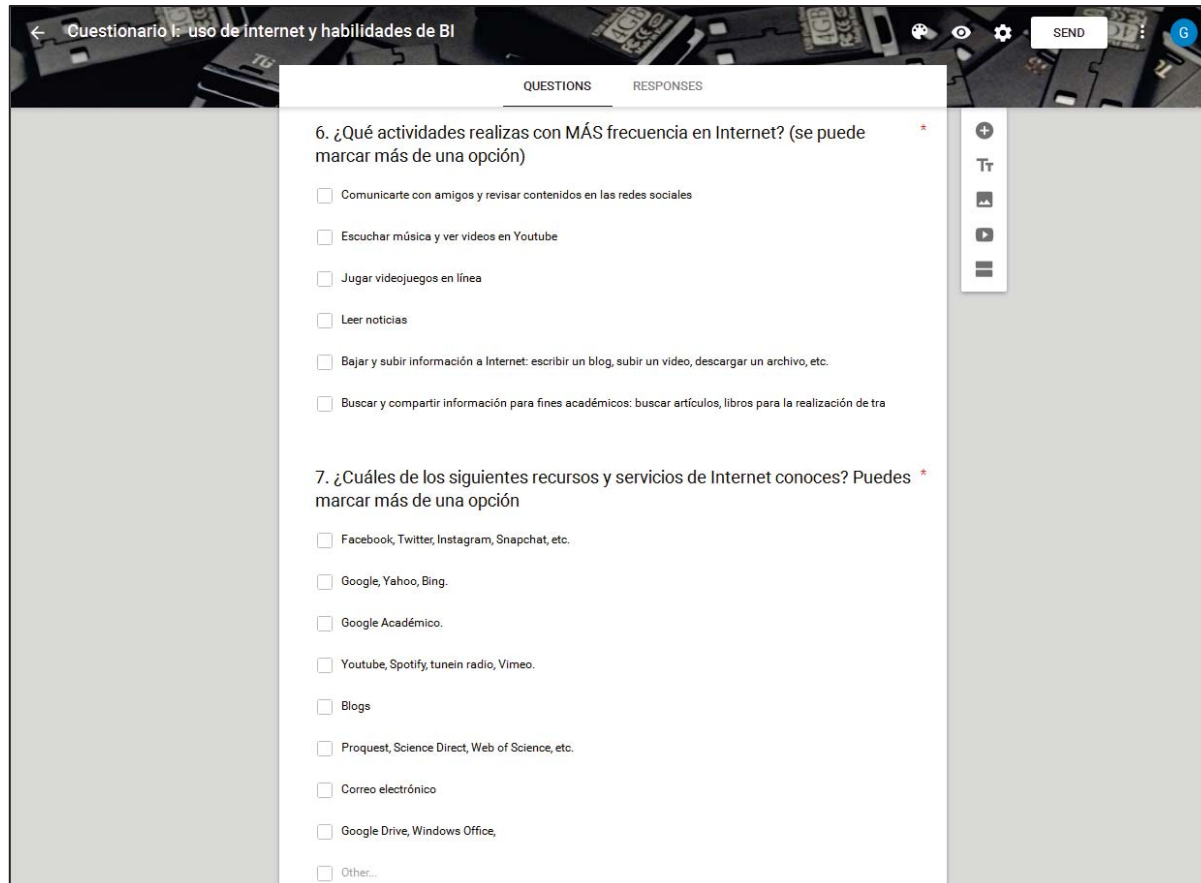 Cuestionario I: uso de internet y habilidades de BI
SEND
G
QUESTIONS RESPONSES
6. ¿Qué actividades realizas con MÁS frecuencia en Internet? (se puede *
marcar más de una opción)
Comunicarte con amigos y revisar contenidos en las redes sociales
Escuchar música y ver videos en Youtube
Jugar videojuegos en línea
Leer noticias
Bajar y subir información a Internet: escribir un blog, subir un video, descargar un archivo, etc.
Buscar y compartir información para fines académicos: buscar artículos, libros para la realización de tra
7. ¿Cuáles de los siguientes recursos y servicios de Internet conoces? Puedes *
marcar más de una opción
Facebook, Twitter, Instagram, Snapchat, etc.
Google, Yahoo, Bing.
Google Académico.
Youtube, Spotify, tunein radio, Vimeo.
Blogs
Proquest, Science Direct, Web of Science, etc.
Correo electrónico
Google Drive, Windows Office,
Other...